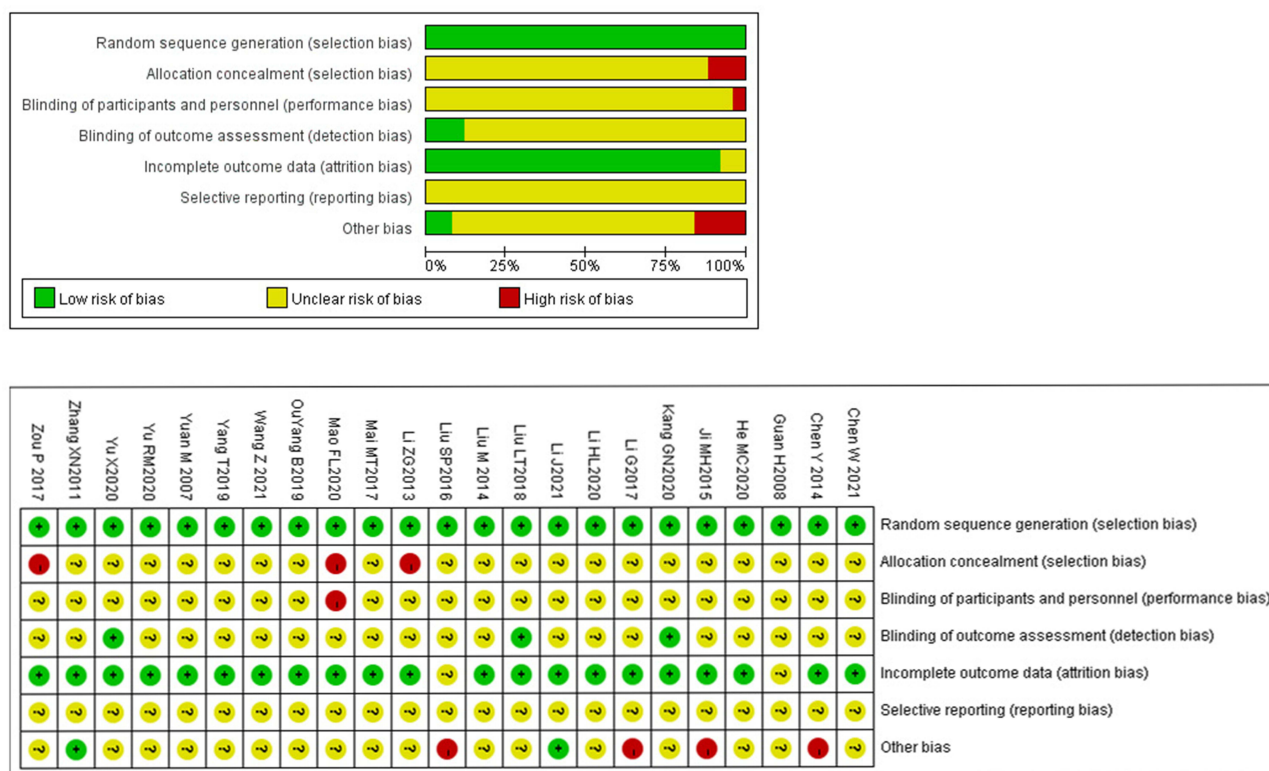 Random sequence generation (selection bias)
Allocation concealment (selection bias)
Blinding of participants and personnel (performance bias)
Blinding of outcome assessment (detection bias)
Incomplete outcome data (attrition bias)
Selective reporting (reporting bias)
Other bias
0% 25% 50% 75% 100%
Low risk of bias Unclear risk of bias High risk of bias
Zou P 2017
Zhang XN2011
Yu X2020
Yu RM2020
Yuan M 2007
Yang T2019
Wang Z 2021
OuYang B2019
Mao FL2020
Mai MT2017
Li ZG2013
Liu SP2016
Liu M 2014
Liu LT2018
Li J2021
Li HL2020
Li G2017
Kang GN2020
Ji MH2015
He MC2020
Guan H2008
Chen Y 2014
Chen W 2021
+ + + + + + + + + + + + + + + + + + + + + + + Random sequence generation (selection bias)
- ? ? ? ? ? ? ? - ? - ? ? ? ? ? ? ? ? ? ? ? ? Allocation concealment (selection bias)
? ? ? ? ? ? ? ? - ? ? ? ? ? ? ? ? ? ? ? ? ? ? Blinding of participants and personnel (performance bias)
? ? + ? ? ? ? ? ? ? ? ? ? + ? ? ? + ? ? ? ? ? Blinding of outcome assessment (detection bias)
+ + + + + + + + + + + ? + + + + + + + + ? + + Incomplete outcome data (attrition bias)
? ? ? ? ? ? ? ? ? ? ? ? ? ? ? ? ? ? ? ? ? ? ? Selective reporting (reporting bias)
? + ? ? ? ? ? ? ? ? ? - ? ? + ? - ? - ? ? - ? Other bias